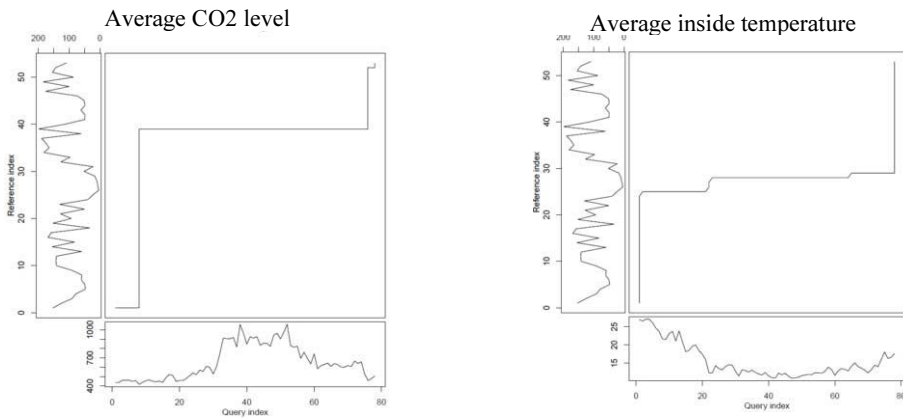 Average CO2 level
Average inside temperature
200 100 0
200 100 0
Reference index
0 10 20 30 40 50
Reference index
0 10 20 30 40 50
400 700 1000
15 20 25
0 20 40 60 80
0 20 40 60 80
Query index
Query index